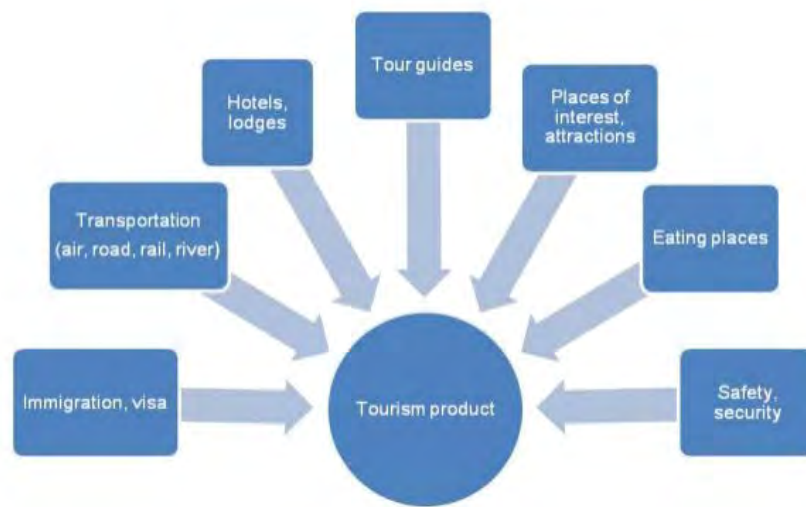 Tour guides
Hotels,
lodges
Places of
interest,
attractions
Transportation
(air, road, rail, river)
Eating places
Immigration, visa
Tourism product
Safety,
security